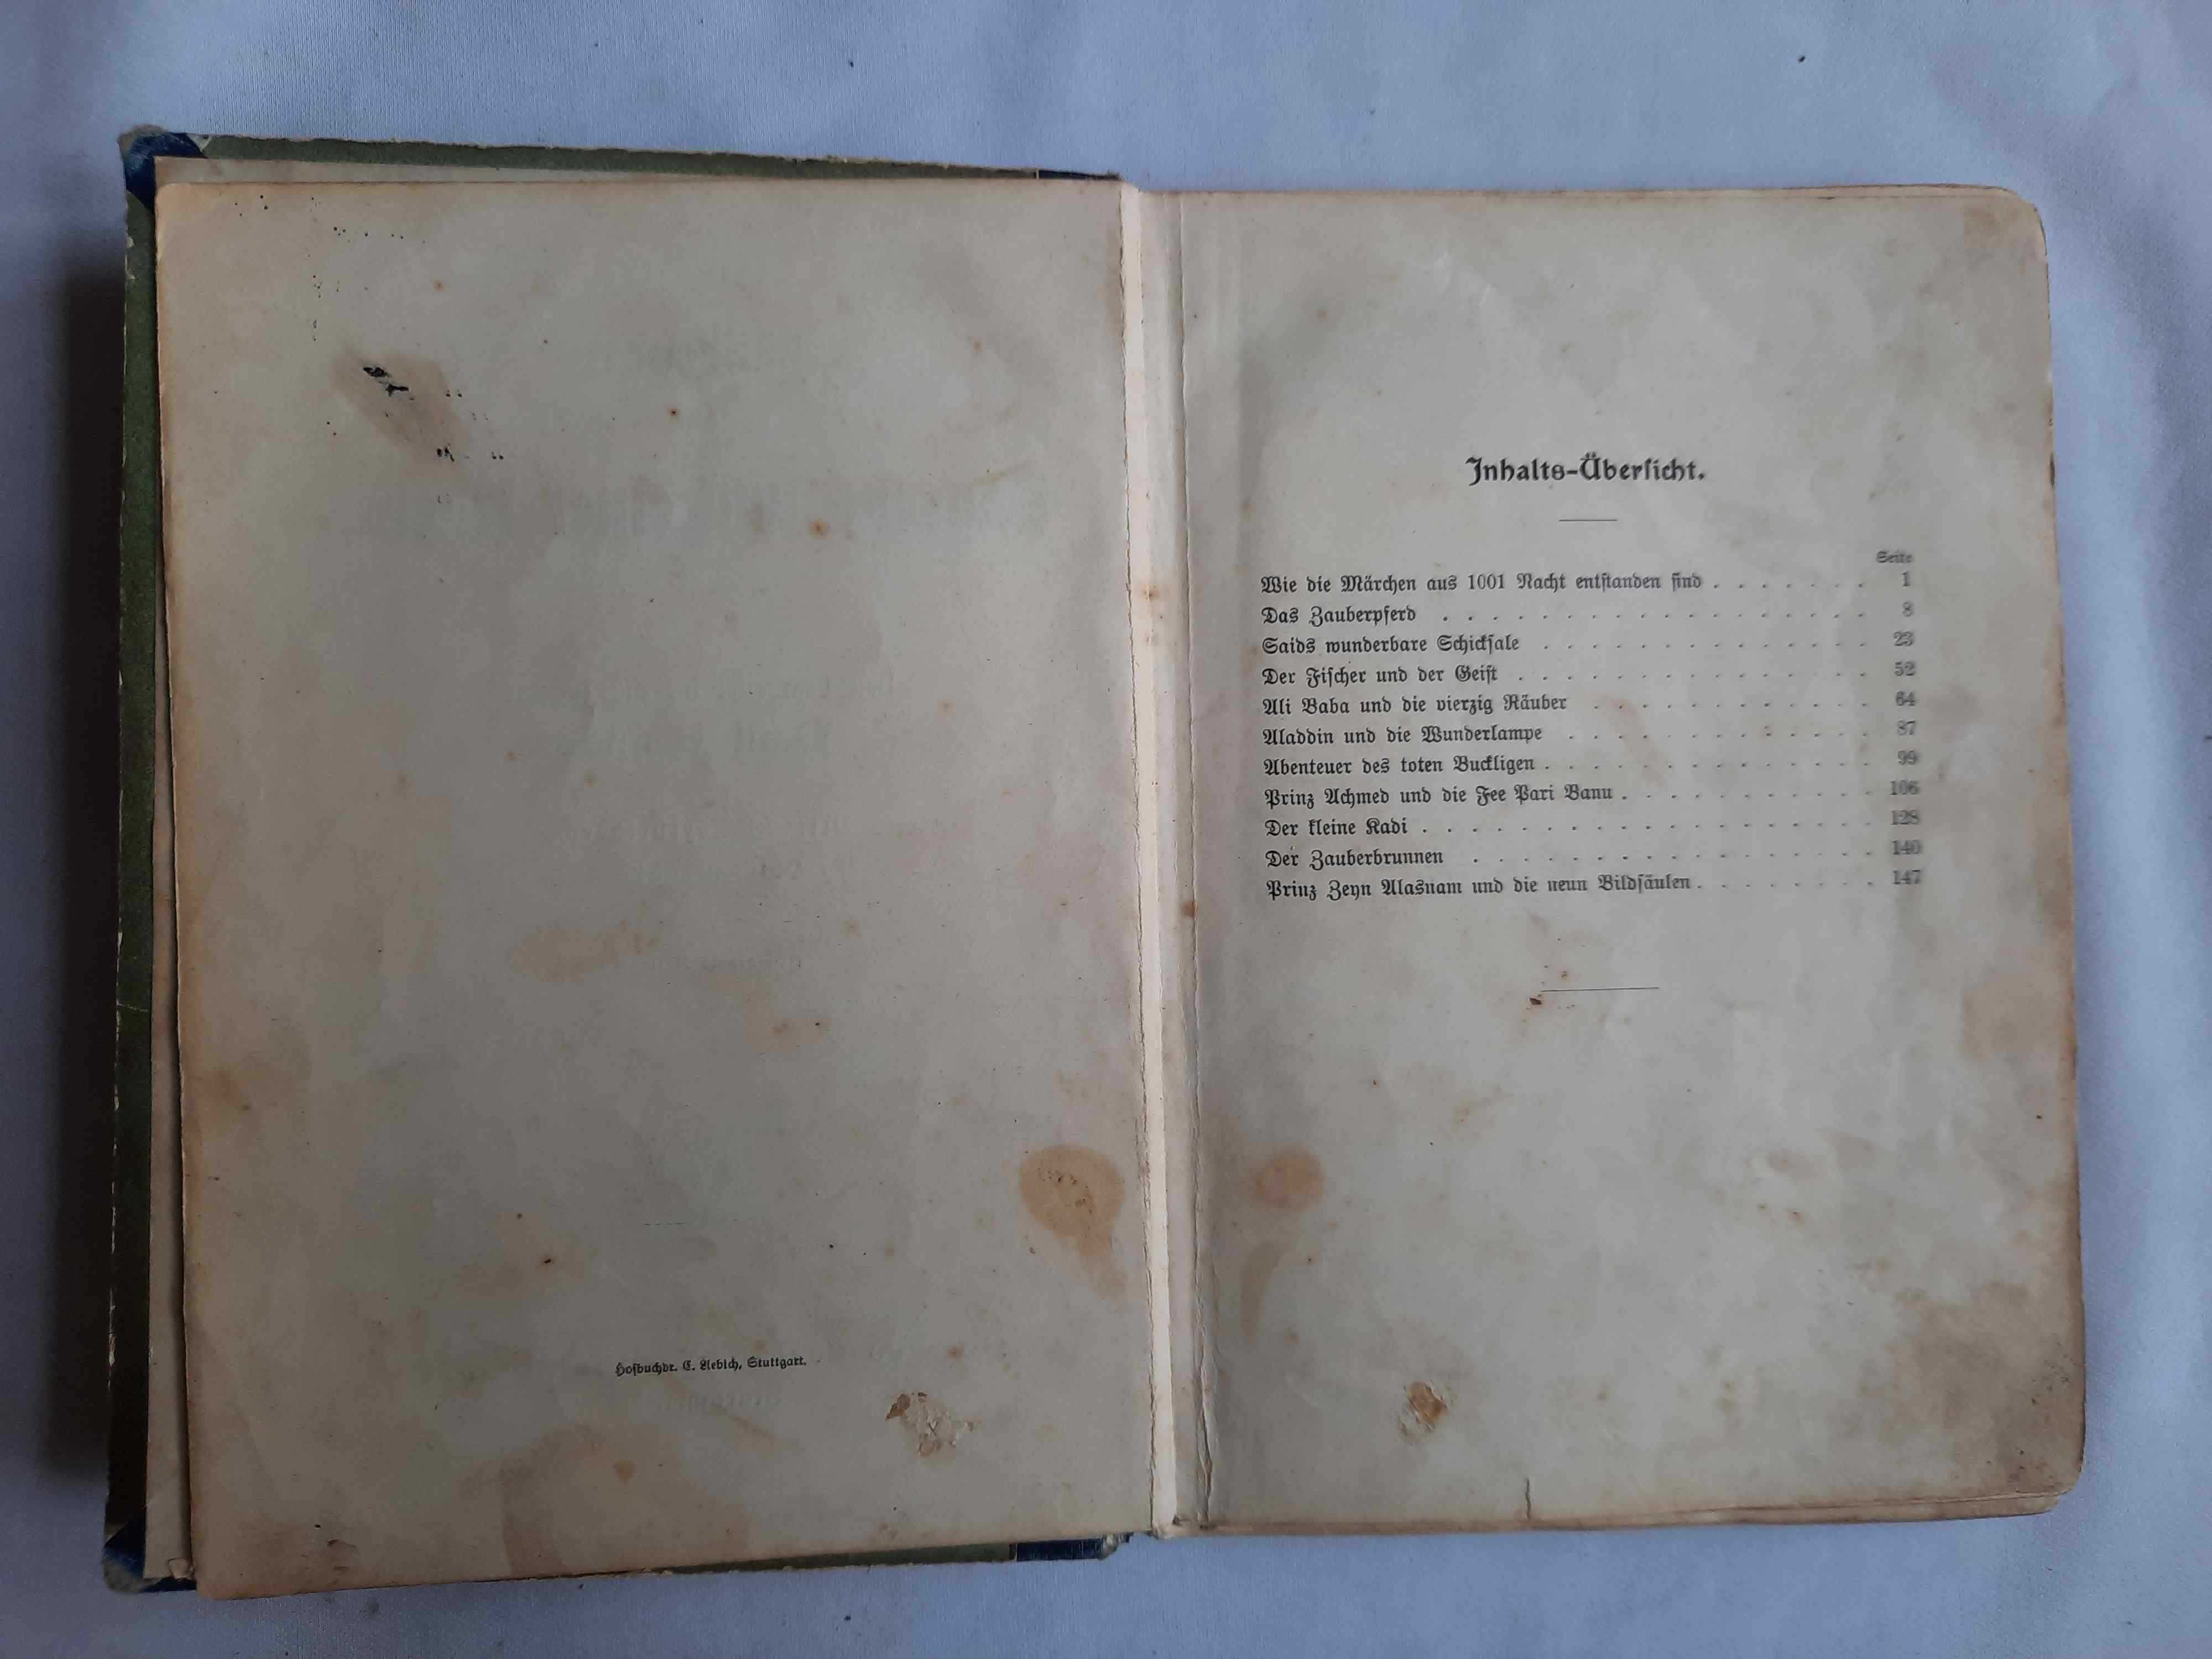 Hofbuchdr. C. Liebich, Stuttgart.
Inhalts-Übersicht.
Seite
Wie die Märchen aus 1001 Nacht entstanden sind . . . . . . . 1
Das Zauberpferd . . . . . . . . . . . . . . . . . . 8
Saids wunderbare Schicksale . . . . . . . . . . . . . . 23
Der Fischer und der Geist . . . . . . . . . . . . . . . 52
Ali Baba und die vierzig Räuber . . . . . . . . . . . . 64
Aladdin und die Wunderlampe . . . . . . . . . . . . . 87
Abenteuer des toten Buckligen . . . . . . . . . . . . . . 99
Prinz Achmed und die Fee Pari Banu . . . . . . . . . . . 106
Der kleine Kadi . . . . . . . . . . . . . . . . . . . 128
Der Zauberbrunnen . . . . . . . . . . . . . . . . . 140
Prinz Zeyn Alasnam und die neun Bildsäulen . . . . . . . . 147